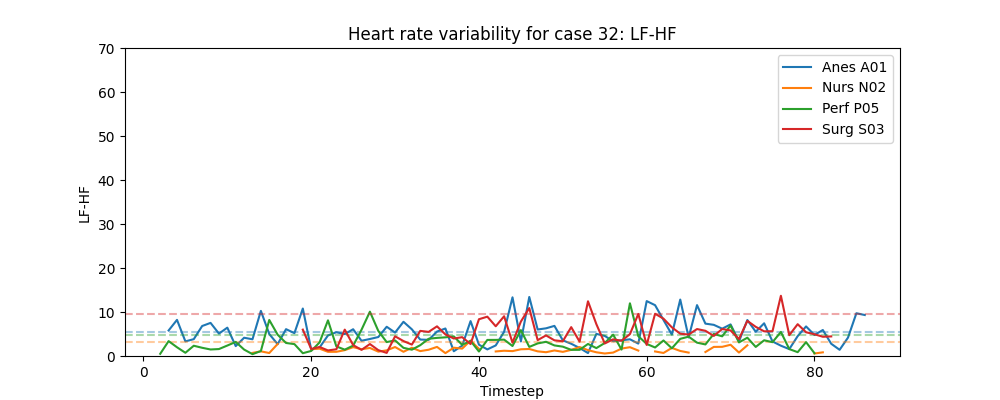 Heart rate variability for case 32: LF-HF
70
60
50
40
30
20
10
0
LF-HF
Anes A01
Nurs N02
Perf P05
Surg S03
0 20 40 60 80
Timestep